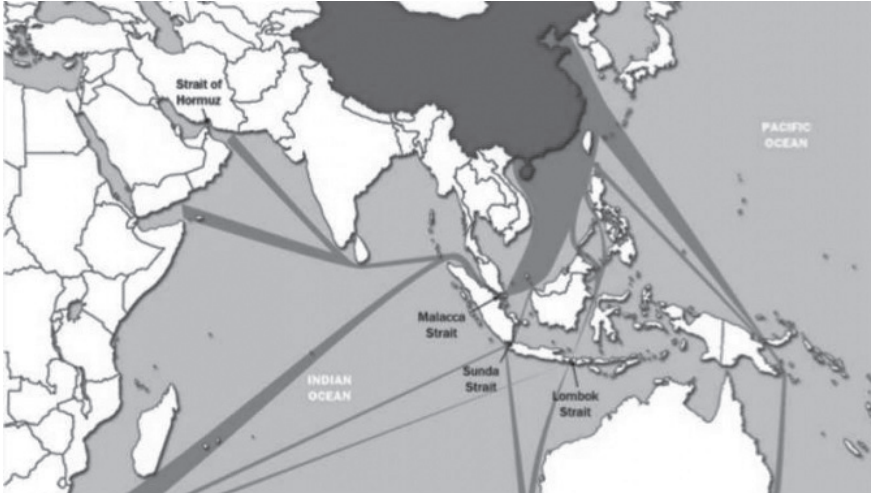 Strait of
Hormuz
PACIFIC
OCEAN
Malacca
Strait
Sunda
Strait
Lombok
Strait
INDIAN
OCEAN